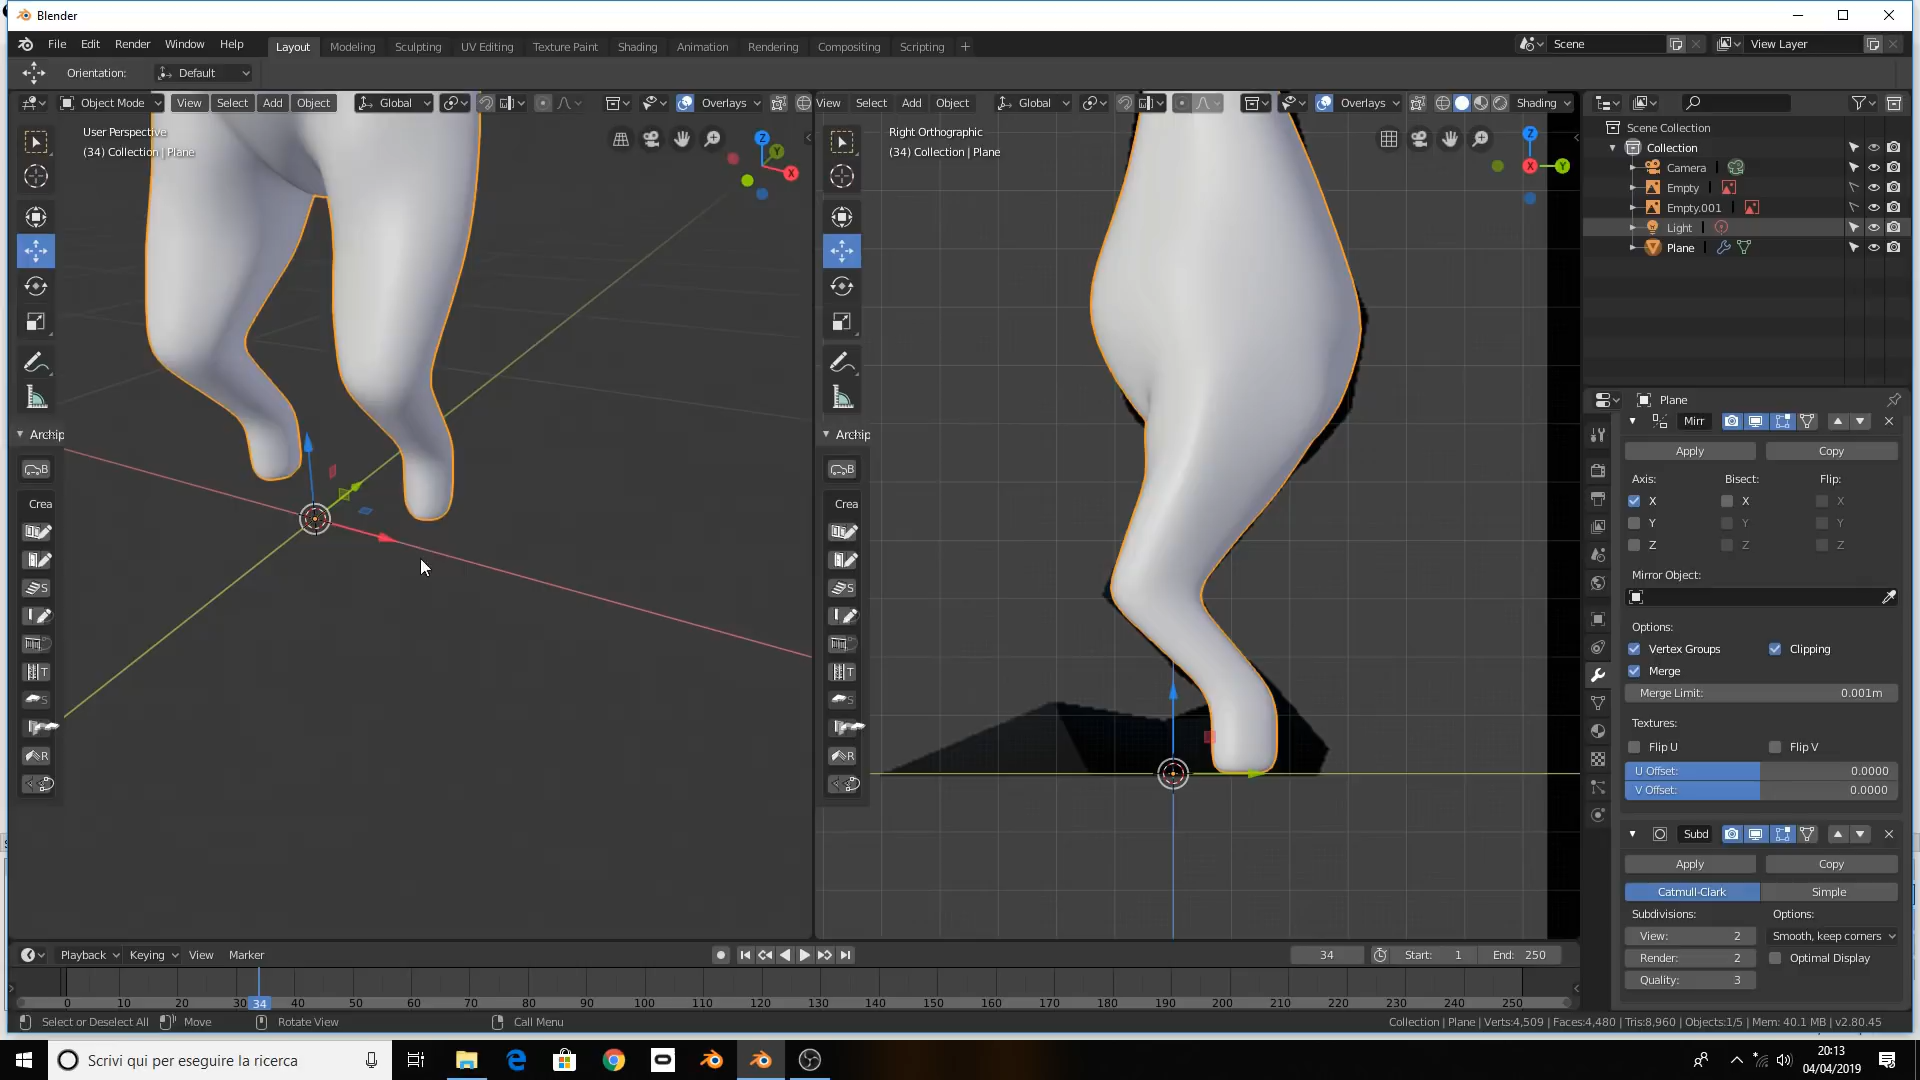 Blender
File Edit Render Window Help Layout Modeling Sculpting UV Editing Texture Paint Shading Animation Rendering Compositing Scripting + Scene View Layer
Orientation: Default
Object Mode View Select Add Object Global Overlays View Select Add Object Global Overlays Shading
User Perspective
(34) Collection | Plane
Z
Y
X
Right Orthographic
(34) Collection | Plane
Z
X
Y
Scene Collection
Collection
Camera
Empty
Empty.001
Light
Plane
Archip
Crea
Archip
Crea
Plane
Mirr
Apply Copy
Axis: Bisect: Flip:
X X X
Y Y Y
Z Z Z
Mirror Object:
Options:
Vertex Groups Clipping
Merge
Merge Limit: 0.001m
Textures:
Flip U Flip V
U Offset: 0.0000
V Offset: 0.0000
Subd
Apply Copy
Catmull-Clark Simple
Subdivisions: Options:
View: 2 Smooth, keep corners
Render: 2 Optimal Display
Quality: 3
Playback Keying View Marker 34 Start: 1 End: 250
0 10 20 30 34 40 50 60 70 80 90 100 110 120 130 140 150 160 170 180 190 200 210 220 230 240 250
Select or Deselect All Move Rotate View Call Menu Collection | Plane | Verts:4,509 | Faces:4,480 | Tris:8,960 | Objects:1/5 | Mem: 40.1 MB | v2.80.45
Scrivi qui per eseguire la ricerca
20:13
04/04/2019